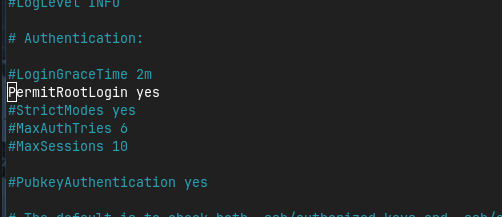 #LogLevel INFO
# Authentication:
#LoginGraceTime 2m
PermitRootLogin yes
#StrictModes yes
#MaxAuthTries 6
#MaxSessions 10
#PubkeyAuthentication yes
# The default is to check both .ssh/authorized_keys and .ssh/